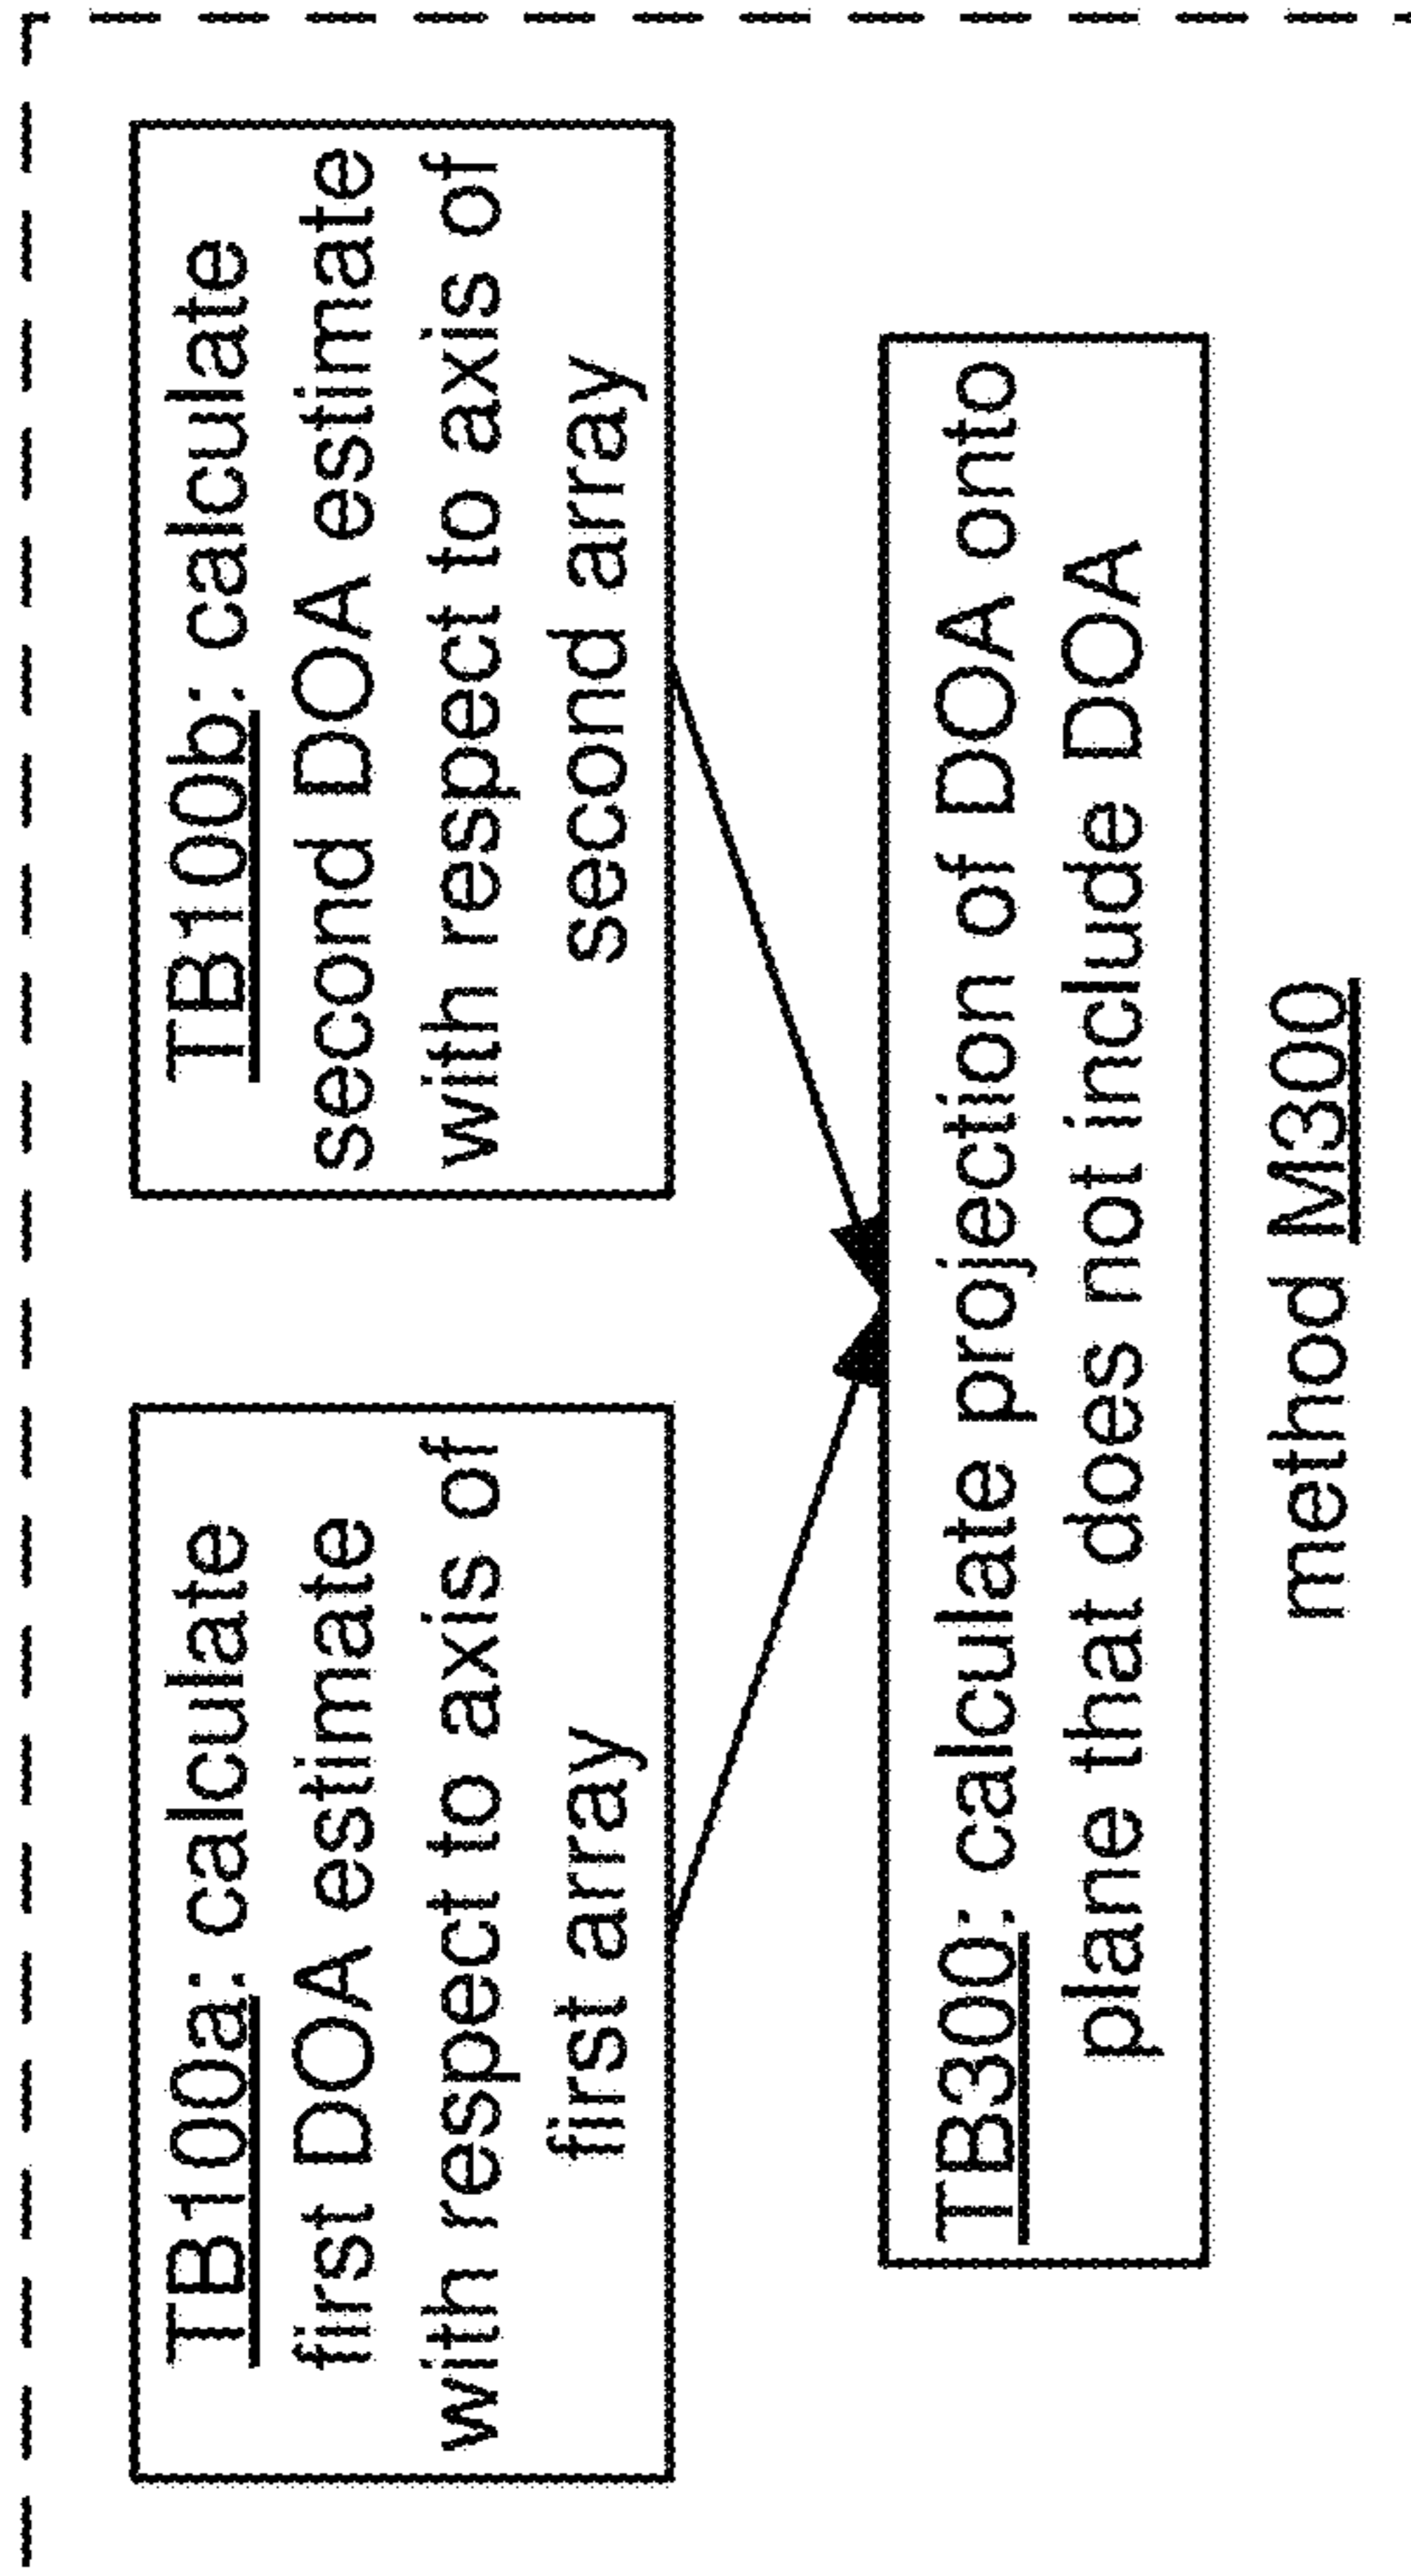 TB100a: calculate
first DOA estimate
with respect to axis of
first array
TB100b: calculate
second DOA estimate
with respect to axis of
second array
TB300: calculate projection of DOA onto
plane that does not include DOA
method M300